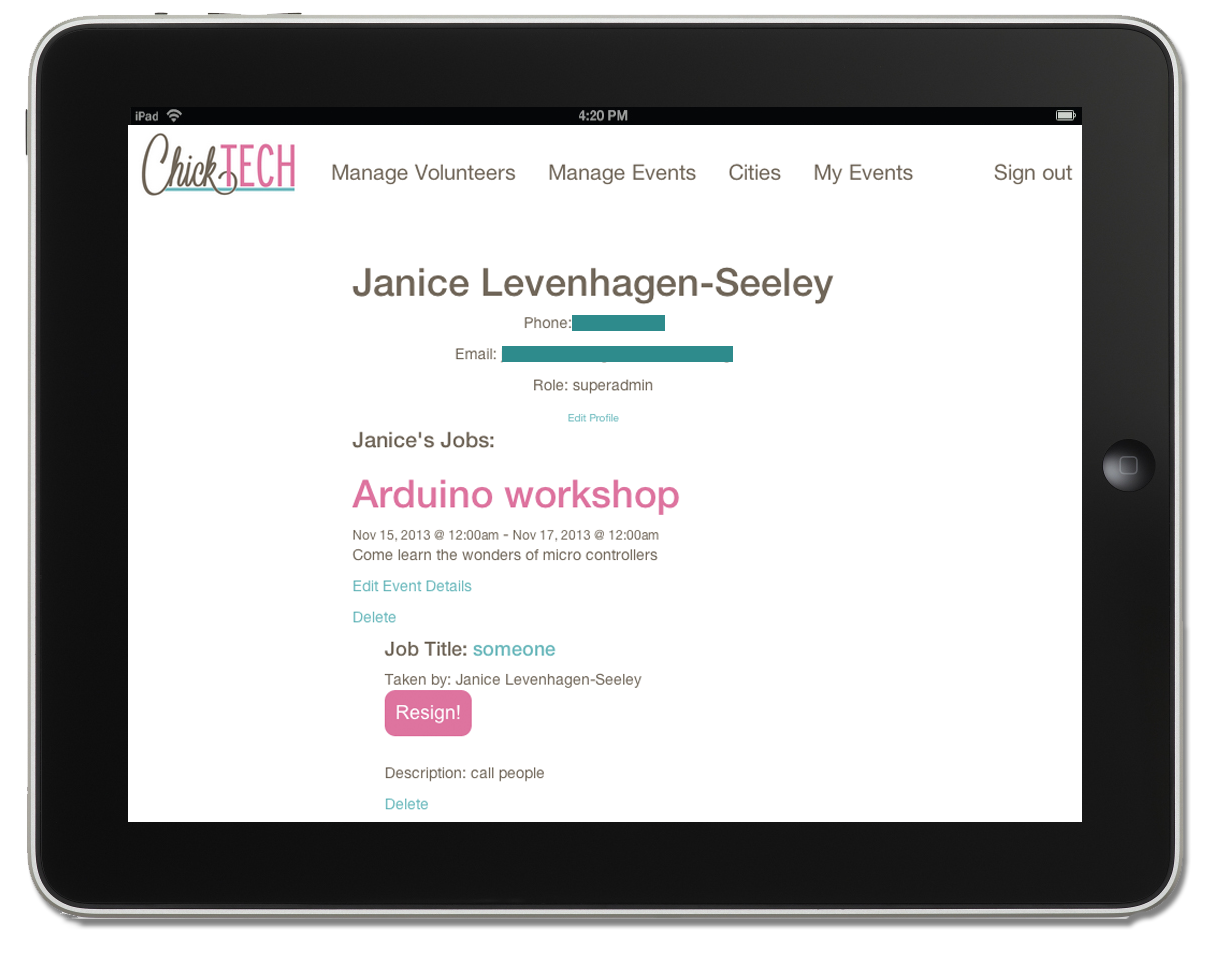 iPad 4:20 PM
ChickTECH Manage Volunteers Manage Events Cities My Events Sign out
Janice Levenhagen-Seeley
Phone:
Email:
Role: superadmin
Edit Profile
Janice's Jobs:
Arduino workshop
Nov 15, 2013 @ 12:00am - Nov 17, 2013 @ 12:00am
Come learn the wonders of micro controllers
Edit Event Details
Delete
Job Title: someone
Taken by: Janice Levenhagen-Seeley
Resign!
Description: call people
Delete